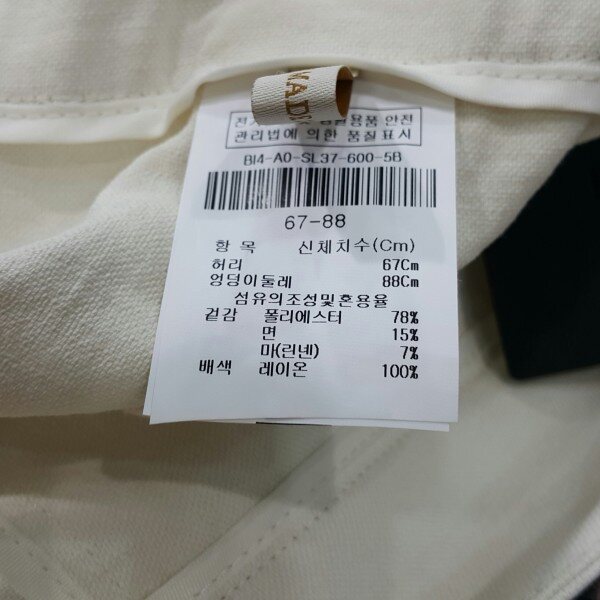 MADE
관리법에 의한 품질표시
BI4-A0-SL37-600-5B
67-88
항 목 신체치수(Cm)
허리 67Cm
엉덩이둘레 88Cm
섬유의조성및혼용율
겉감 폴리에스터 78%
면 15%
마(린넨) 7%
배색 레이온 100%